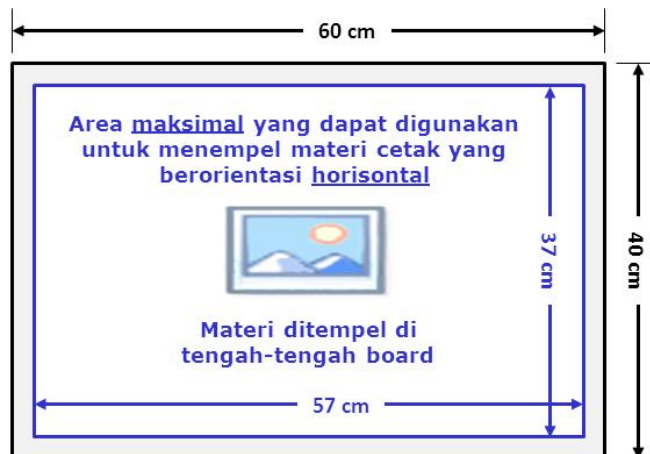 60 cm
Area maksimal yang dapat digunakan
untuk menempel materi cetak yang
berorientasi horisontal
37 cm
40 cm
Materi ditempel di
tengah-tengah board
57 cm